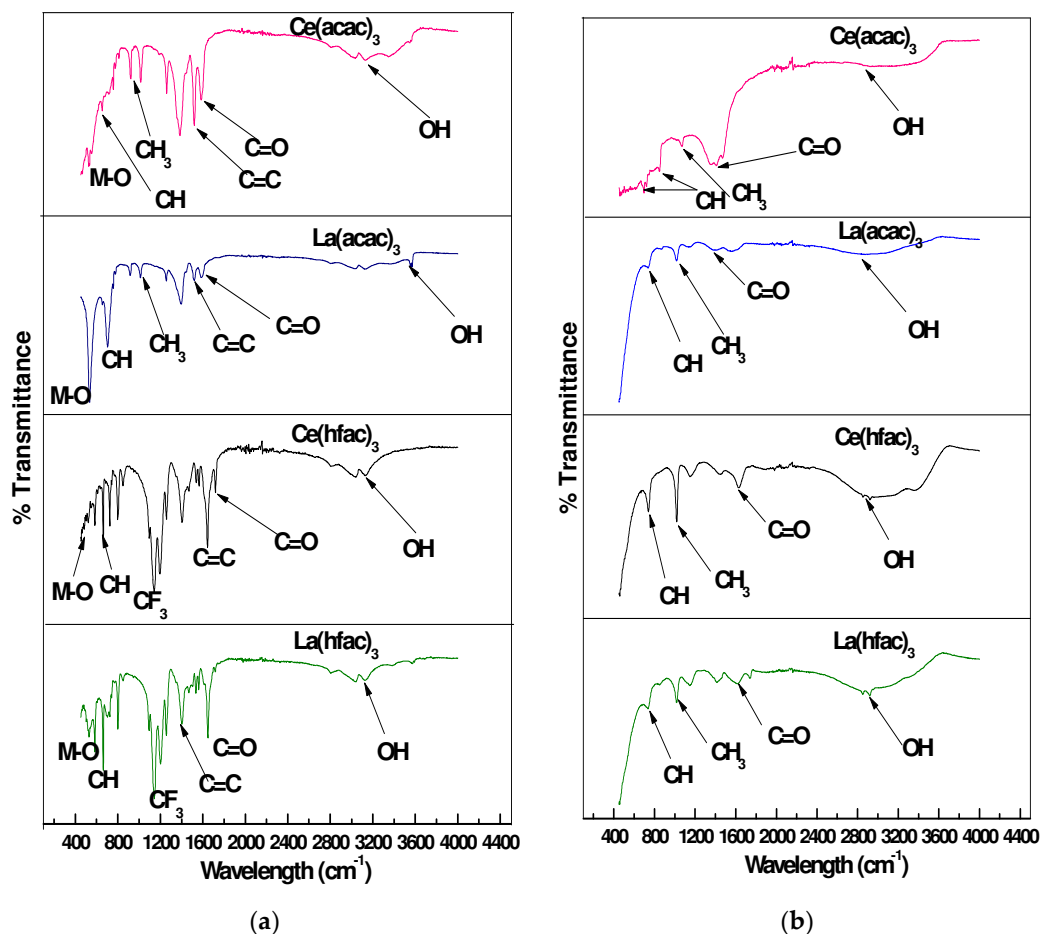 % Transmittance
Ce(acac)3
OH
C=O
C=C
CH3
M-O
CH
La(acac)3
C=O
OH
C=C
CH3
CH
M-O
Ce(hfac)3
OH
C=O
C=C
CH
M-O
CF3
La(hfac)3
M-O
C=O
OH
CH
C=C
CF3
400 800 1200 1600 2000 2400 2800 3200 3600 4000 4400
Wavelength (cm-1)
(a)
% Transmittance
Ce(acac)3
OH
C=O
CH3
CH
La(acac)3
C=O
OH
CH
CH3
Ce(hfac)3
OH
C=O
CH3
CH
La(hfac)3
C=O
OH
CH3
CH
400 800 1200 1600 2000 2400 2800 3200 3600 4000 4400
Wavelength (cm-1)
(b)